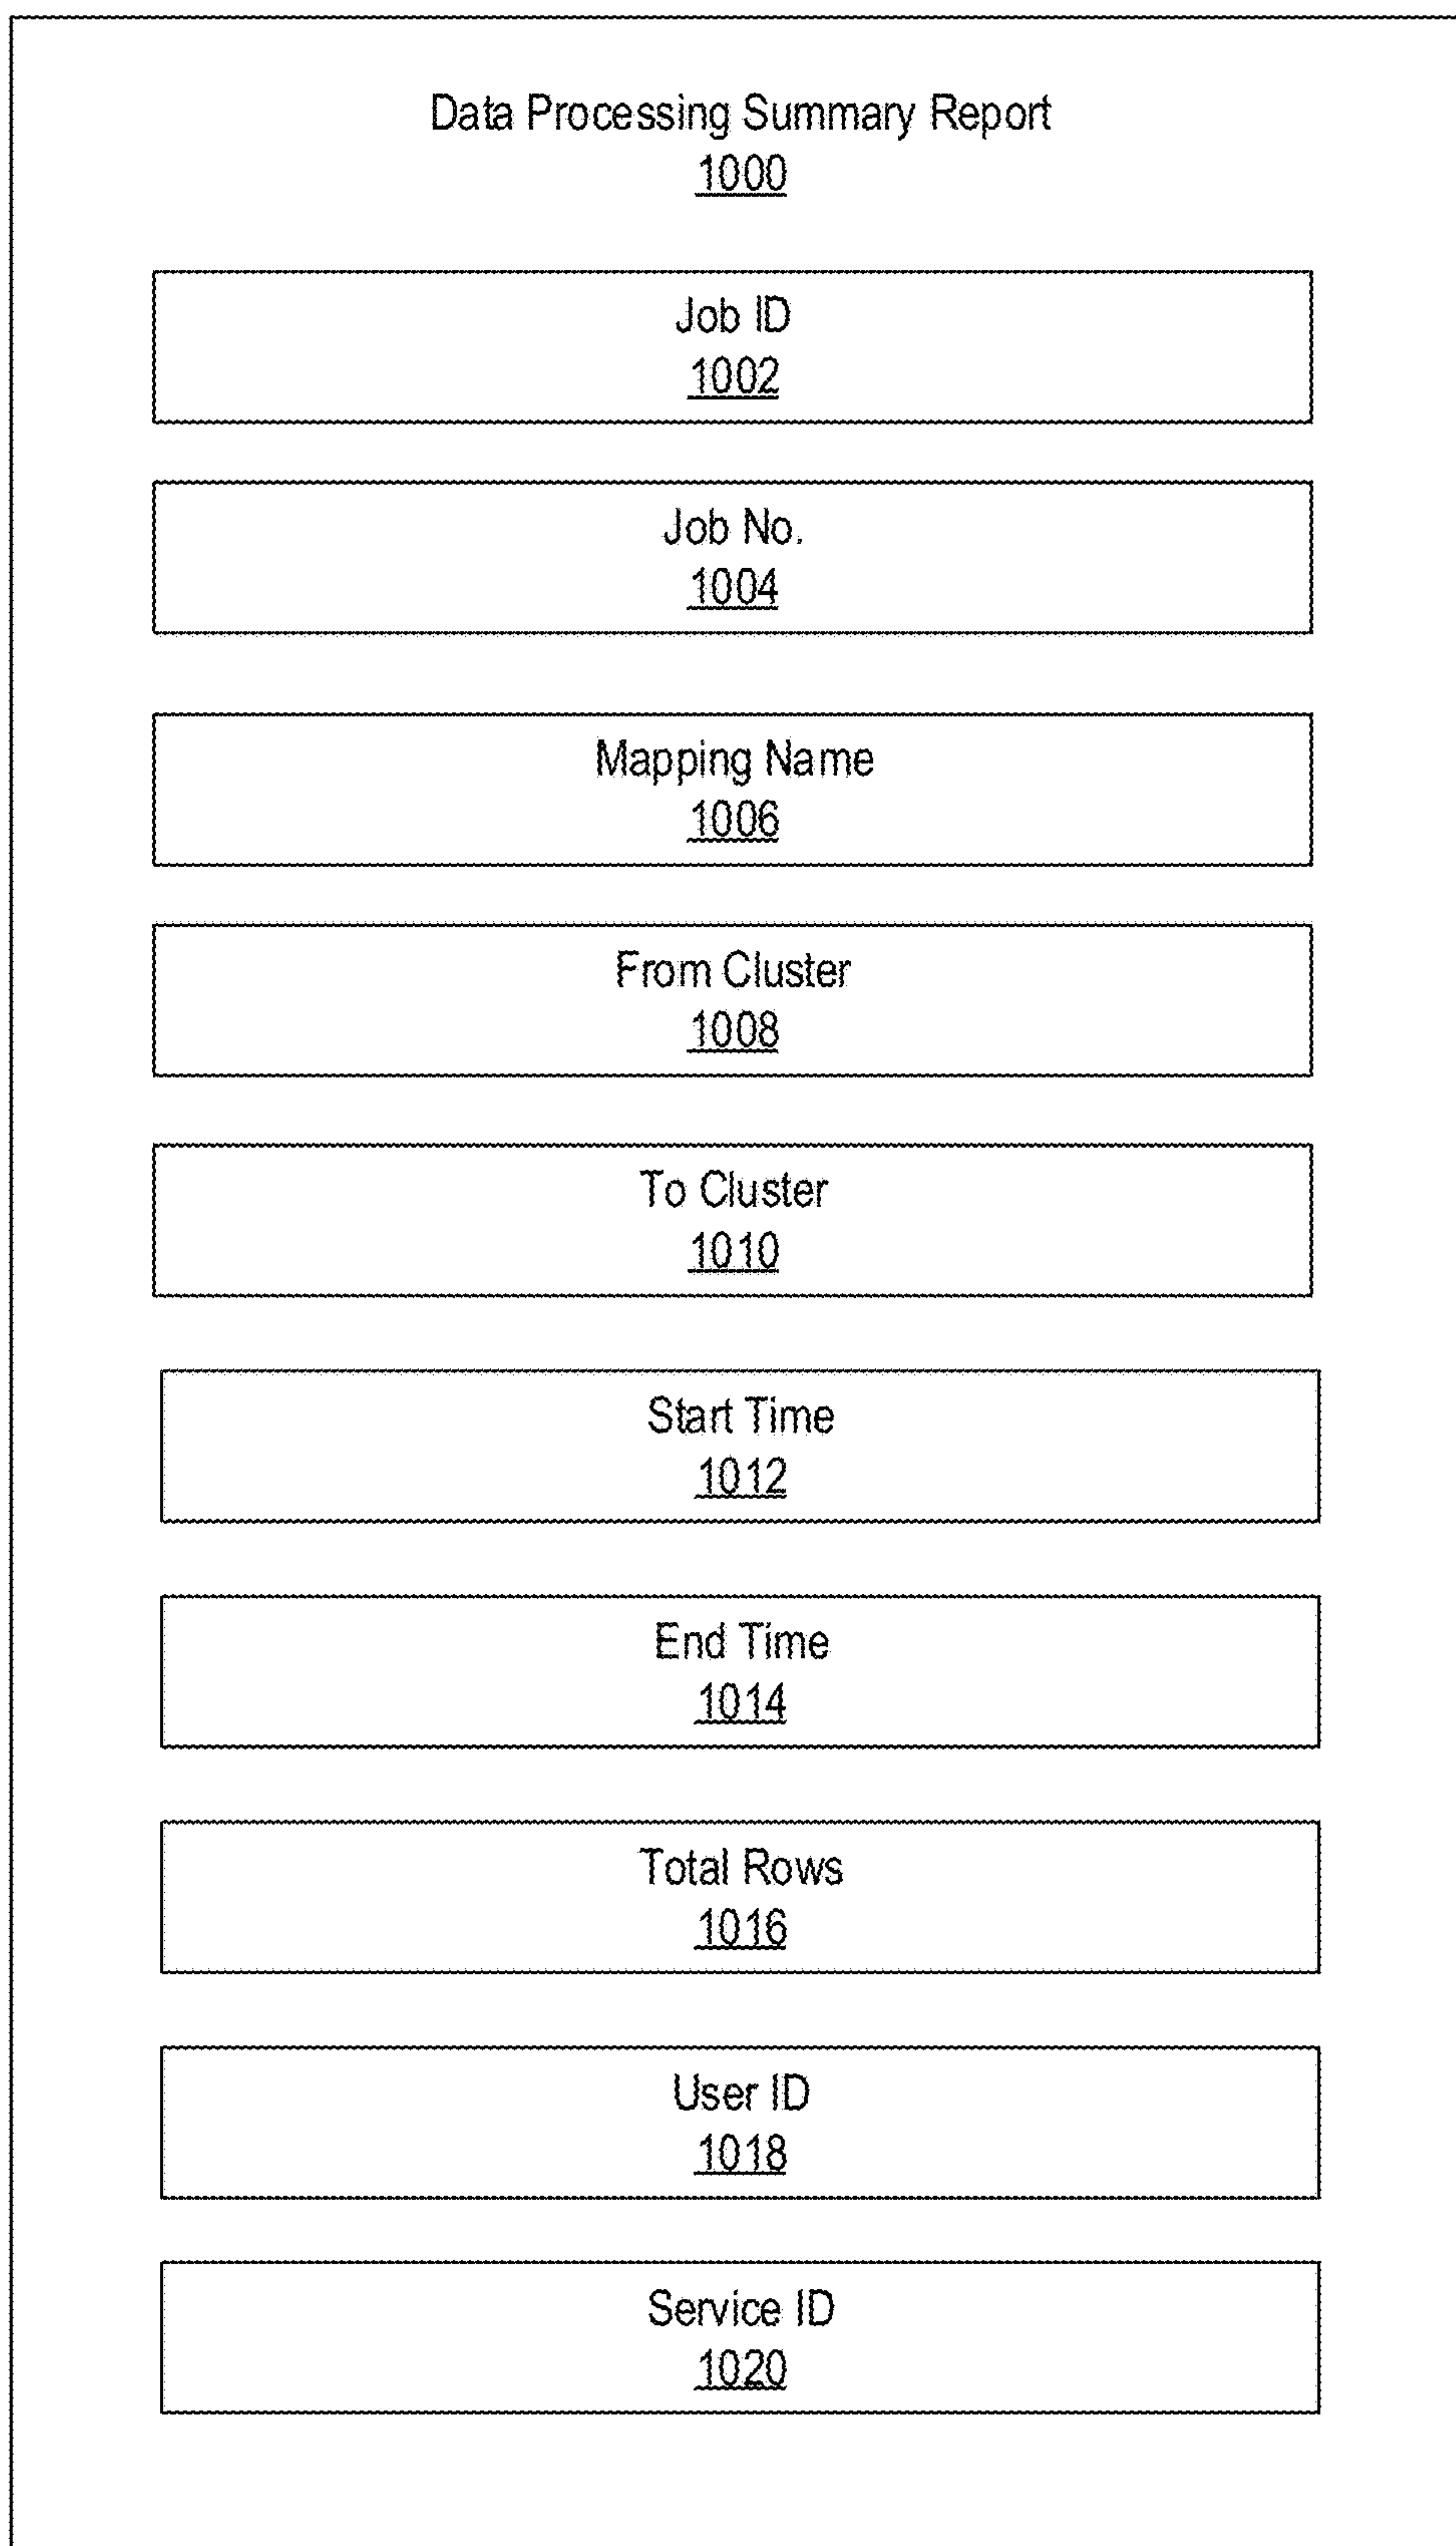 Data Processing Summary Report
1000
Job ID
1002
Job No.
1004
Mapping Name
1006
From Cluster
1008
To Cluster
1010
Start Time
1012
End Time
1014
Total Rows
1016
User ID
1018
Service ID
1020